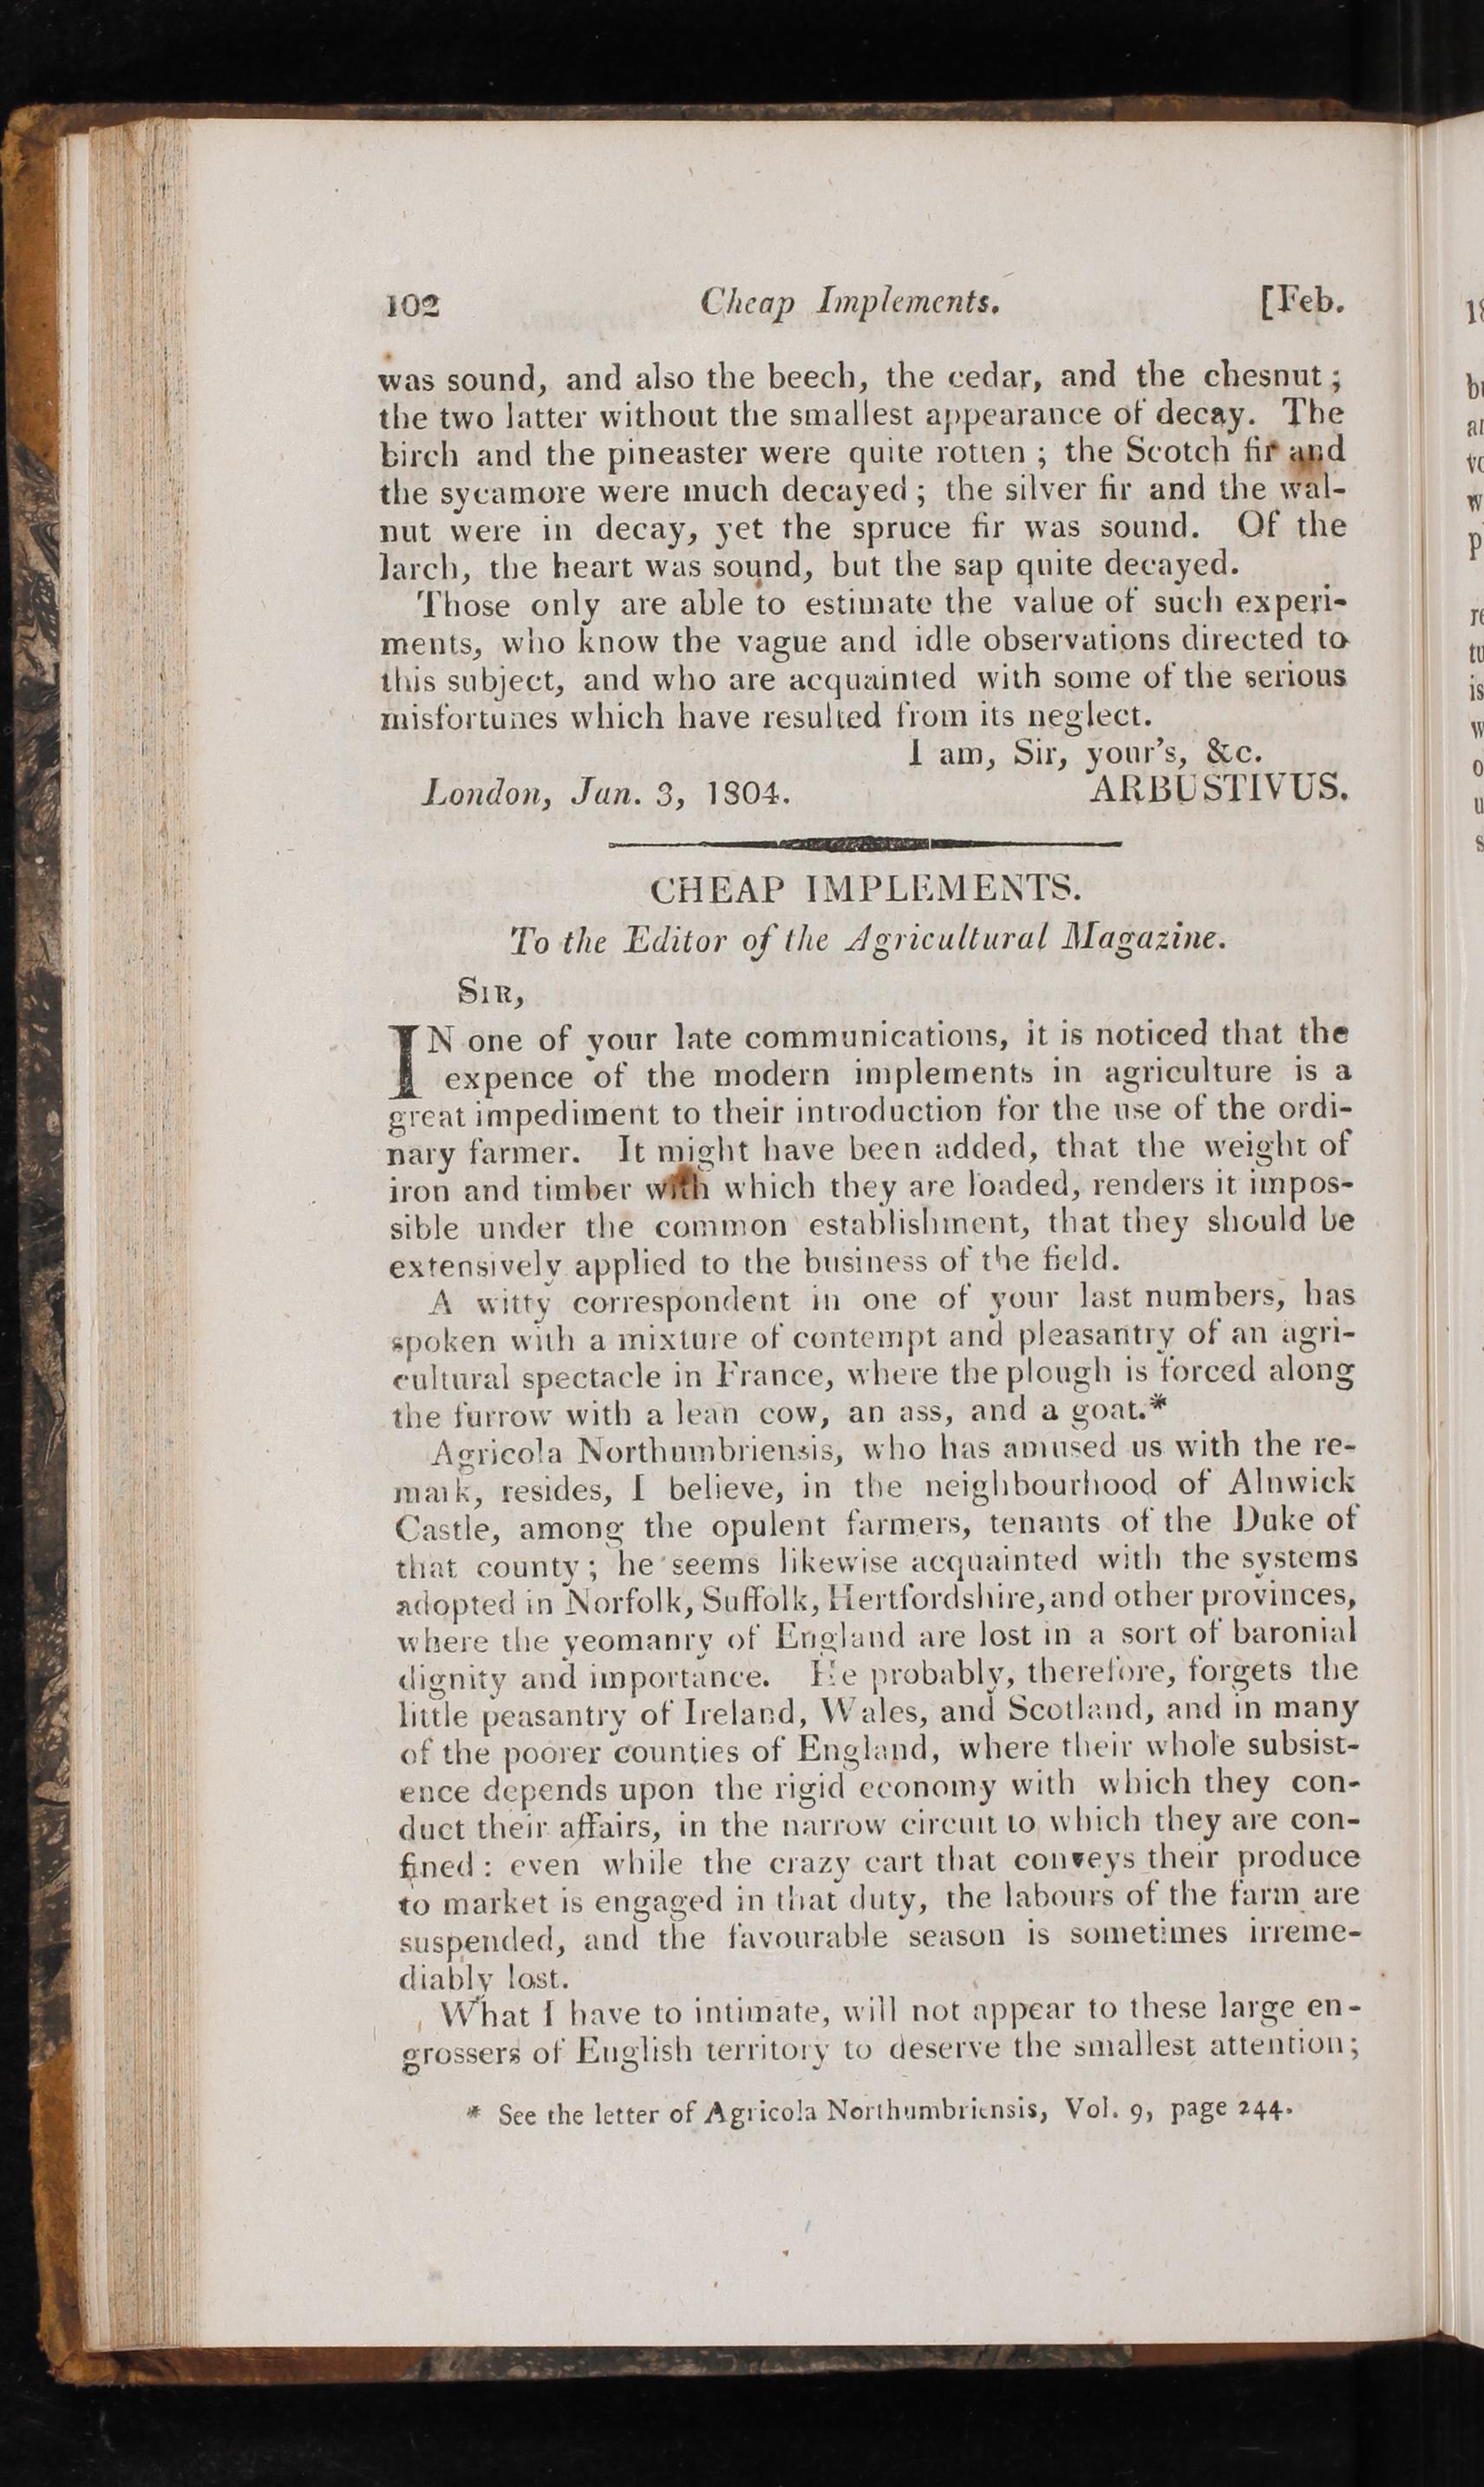 102 Cheap Implements. [Feb.
was sound, and also the beech, the cedar, and the chesnut;
the two latter without the smallest appearance of decay. The
birch and the pineaster were quite rotten; the Scotch fir and
the sycamore were much decayed; the silver fir and the wal-
nut were in decay, yet the spruce fir was sound. Of the
larch, the heart was sound, but the sap quite decayed.
Those only are able to estimate the value of such experi-
ments, who know the vague and idle observations directed to
this subject, and who are acquainted with some of the serious
misfortunes which have resulted from its neglect.
I am, Sir, your's, &c.
London, Jan. 3, 1804. ARBUSTIVUS.
CHEAP IMPLEMENTS.
To the Editor of the Agricultural Magazine.
SIR,
IN one of your late communications, it is noticed that the
expence of the modern implements in agriculture is a
great impediment to their introduction for the use of the ordi-
nary farmer. It might have been added, that the weight of
iron and timber with which they are loaded, renders it impos-
sible under the common establishment, that they should be
extensively applied to the business of the field.
A witty correspondent in one of your last numbers, has
spoken with a mixture of contempt and pleasantry of an agri-
cultural spectacle in France, where the plough is forced along
the furrow with a lean cow, an ass, and a goat.*
Agricola Northumbriensis, who has amused us with the re-
mark, resides, I believe, in the neighbourhood of Alnwick
Castle, among the opulent farmers, tenants of the Duke of
that county; he seems likewise acquainted with the systems
adopted in Norfolk, Suffolk, Hertfordshire, and other provinces,
where the yeomanry of England are lost in a sort of baronial
dignity and importance. He probably, therefore, forgets the
little peasantry of Ireland, Wales, and Scotland, and in many
of the poorer counties of England, where their whole subsist-
ence depends upon the rigid economy with which they con-
duct their affairs, in the narrow circuit to which they are con-
fined: even while the crazy cart that conveys their produce
to market is engaged in that duty, the labours of the farm are
suspended, and the favourable season is sometimes irreme-
diably lost.
What I have to intimate, will not appear to these large en-
grossers of English territory to deserve the smallest attention;
* See the letter of Agricola Northumbriensis, Vol. 9, page 244.